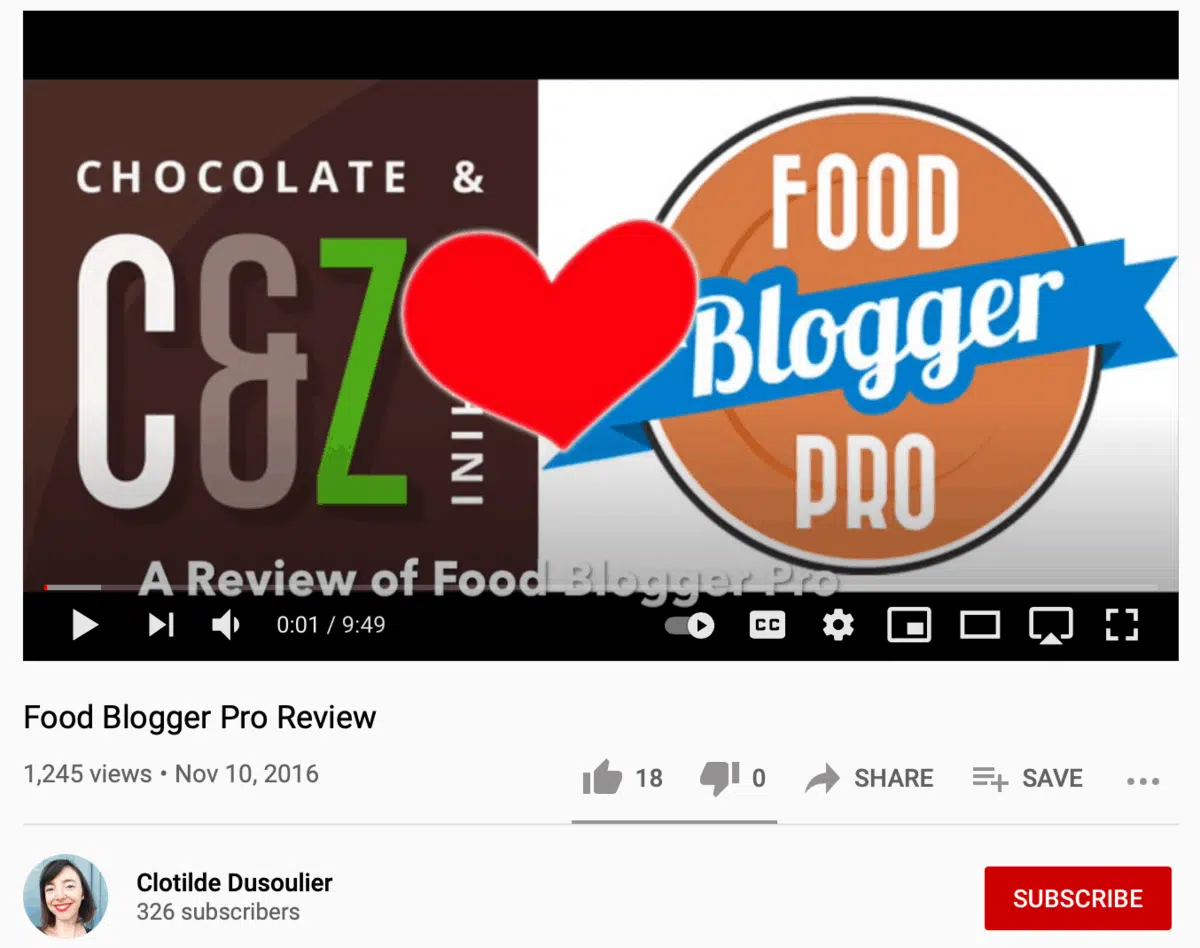 CHOCOLATE &
C&Z
INI
FOOD
Blogger
PRO
A Review of Food Blogger Pro
0:01 / 9:49
CC
Food Blogger Pro Review
1,245 views • Nov 10, 2016
18
0
SHARE
SAVE
Clotilde Dusoulier
326 subscribers
SUBSCRIBE